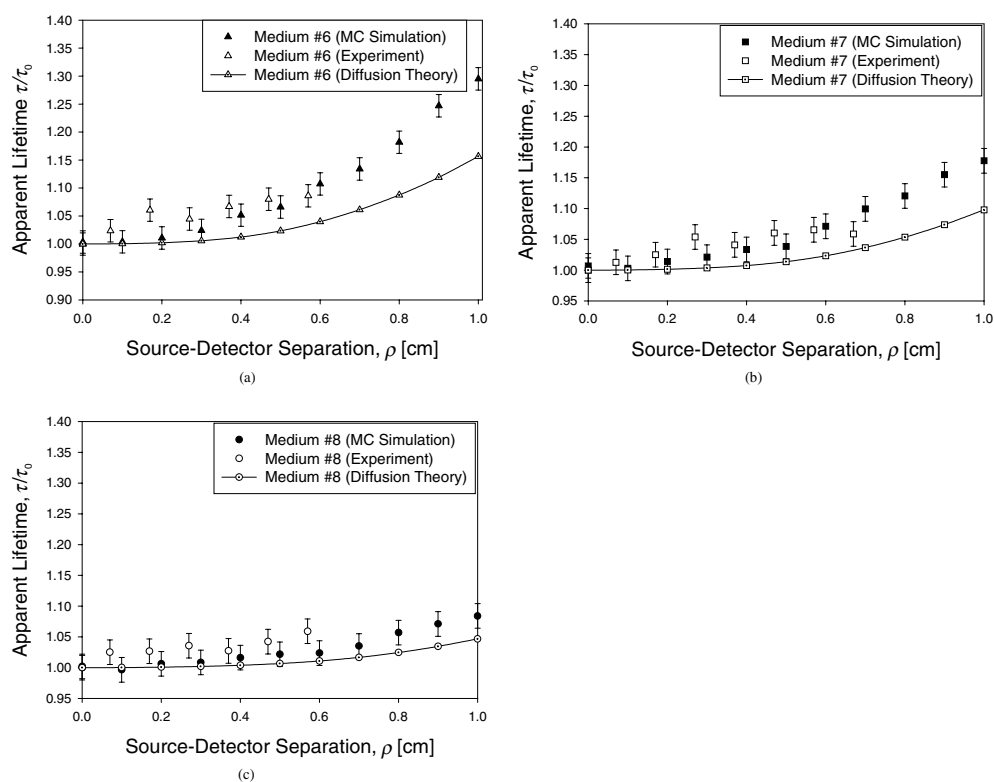 1.40
1.35
1.30
1.25
1.20
1.15
1.10
1.05
1.00
0.95
0.90
Apparent Lifetime τ/τ0
Medium #6 (MC Simulation)
Medium #6 (Experiment)
Medium #6 (Diffusion Theory)
0.0 0.2 0.4 0.6 0.8 1.0
Source-Detector Separation, ρ [cm]
(a)
1.40
1.35
1.30
1.25
1.20
1.15
1.10
1.05
1.00
0.95
Apparent Lifetime, τ/τ0
Medium #7 (MC Simulation)
Medium #7 (Experiment)
Medium #7 (Diffusion Theory)
0.0 0.2 0.4 0.6 0.8 1.0
Source-Detector Separation, ρ [cm]
(b)
1.40
1.35
1.30
1.25
1.20
1.15
1.10
1.05
1.00
0.95
Apparent Lifetime, τ/τ0
Medium #8 (MC Simulation)
Medium #8 (Experiment)
Medium #8 (Diffusion Theory)
0.0 0.2 0.4 0.6 0.8 1.0
Source-Detector Separation, ρ [cm]
(c)